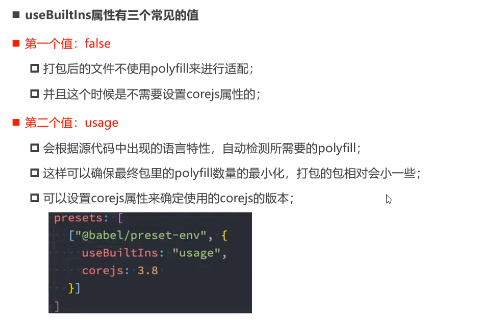 useBuiltIns属性有三个常见的值
第一个值：false
打包后的文件不使用polyfill来进行适配；
并且这个时候是不需要设置corejs属性的；
第二个值：usage
会根据源代码中出现的语言特性，自动检测所需要的polyfill；
这样可以确保最终包里的polyfill数量的最小化，打包的包相对会小一些；
可以设置corejs属性来确定使用的corejs的版本；
presets: [
["@babel/preset-env", {
useBuiltIns: "usage",
corejs: 3.8
}]
]